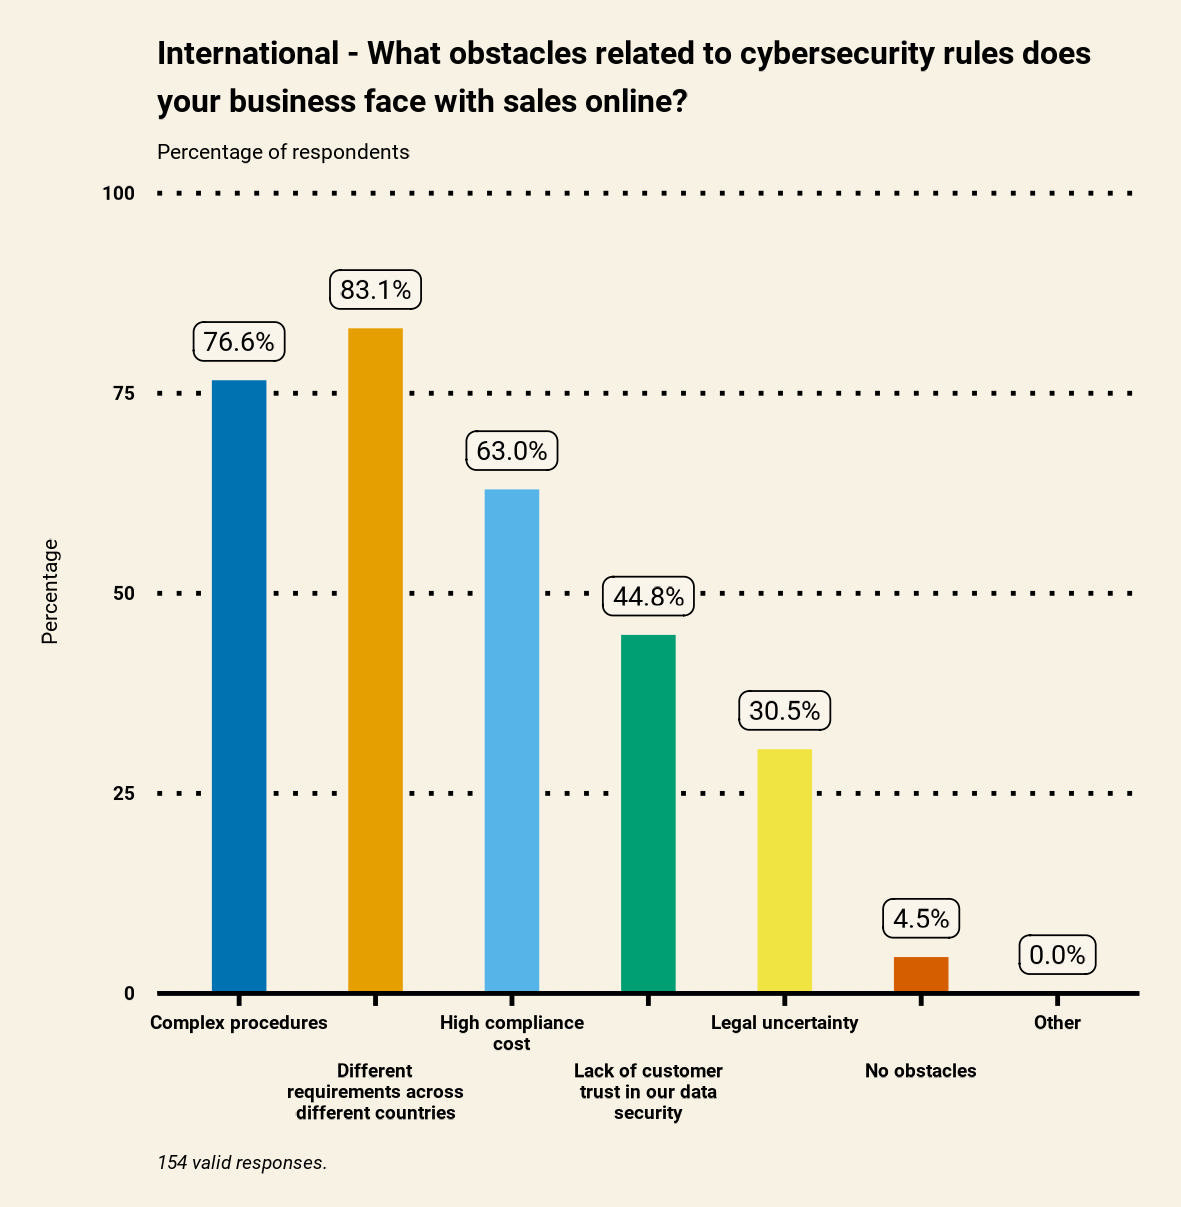 International - What obstacles related to cybersecurity rules does
your business face with sales online?
Percentage of respondents
Percentage
100
75
50
25
0
76.6%
83.1%
63.0%
44.8%
30.5%
4.5%
0.0%
Complex procedures
Different
requirements across
different countries
High compliance
cost
Lack of customer
trust in our data
security
Legal uncertainty
No obstacles
Other
154 valid responses.